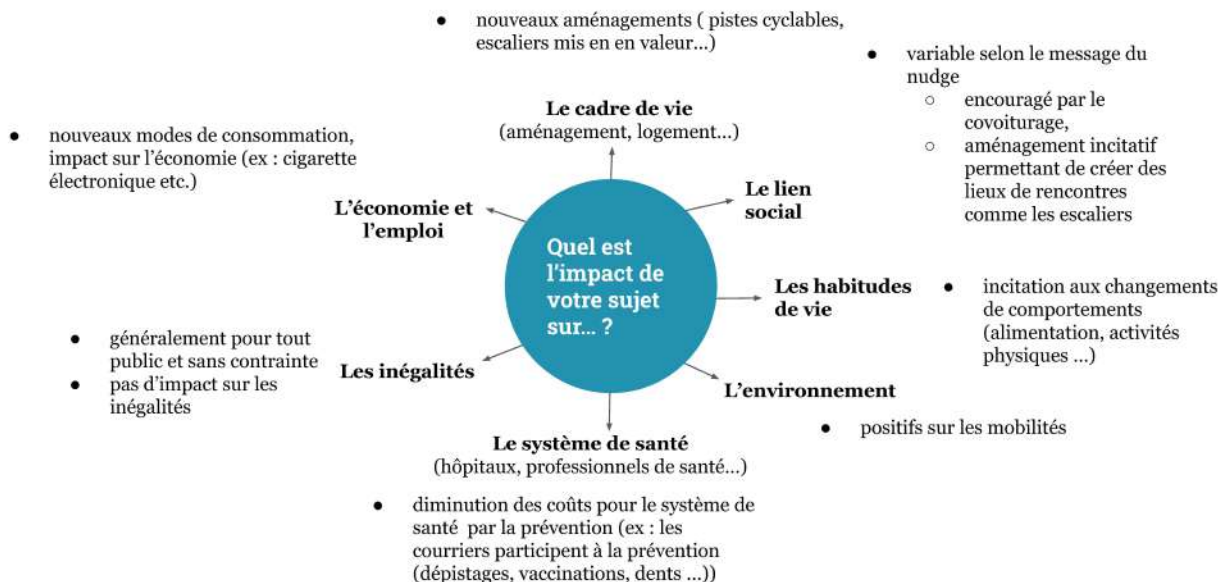 ● nouveaux aménagements ( pistes cyclables,
escaliers mis en en valeur...)
Le cadre de vie
(aménagement, logement...)
● variable selon le message du
nudge
○ encouragé par le
covoiturage,
○ aménagement incitatif
permettant de créer des
lieux de rencontres
comme les escaliers
Le lien
social
● nouveaux modes de consommation,
impact sur l'économie (ex : cigarette
électronique etc.)
L'économie et
l'emploi
Quel est
l'impact de
votre sujet
sur... ?
Les habitudes
de vie
● incitation aux changements
de comportements
(alimentation, activités
physiques ...)
● généralement pour tout
public et sans contrainte
● pas d'impact sur les
inégalités
Les inégalités
L'environnement
● positifs sur les mobilités
Le système de santé
(hôpitaux, professionnels de santé...)
● diminution des coûts pour le système de
santé  par la prévention (ex : les
courriers participent à la prévention
(dépistages, vaccinations, dents ...))